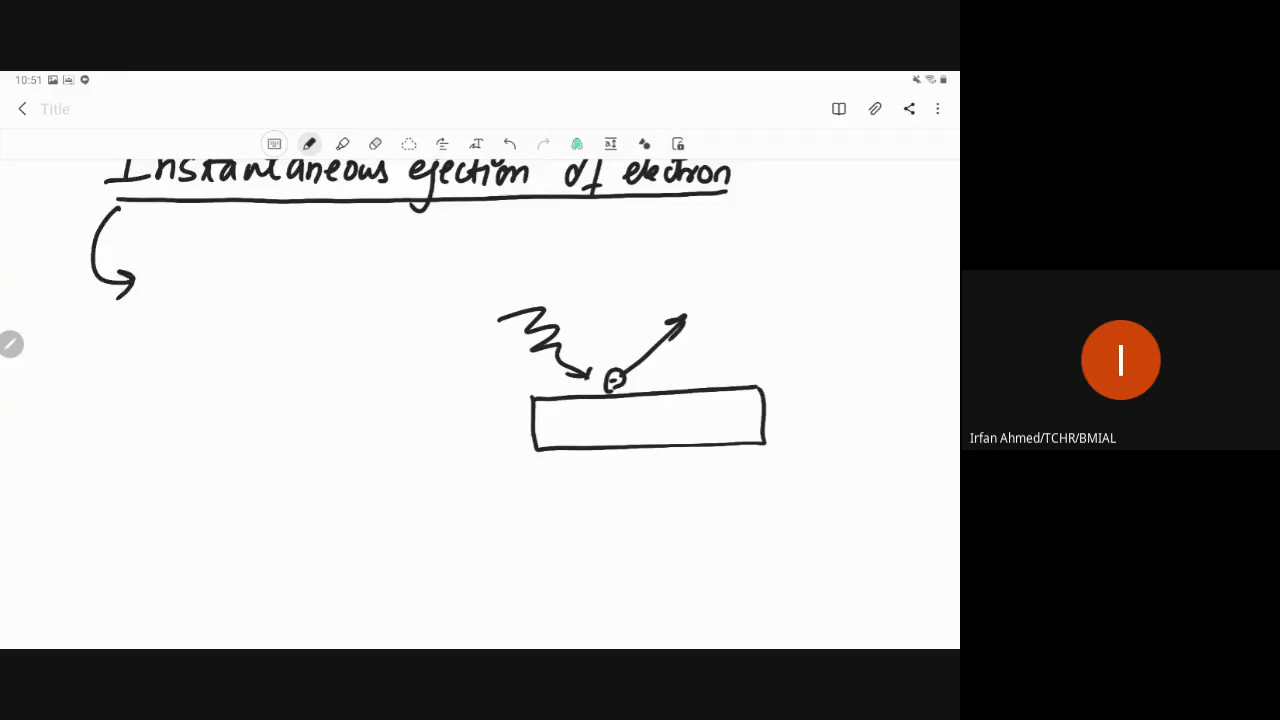 10:51
Title
Instantaneous ejection of electron
I
Irfan Ahmed/TCHR/BMIAL